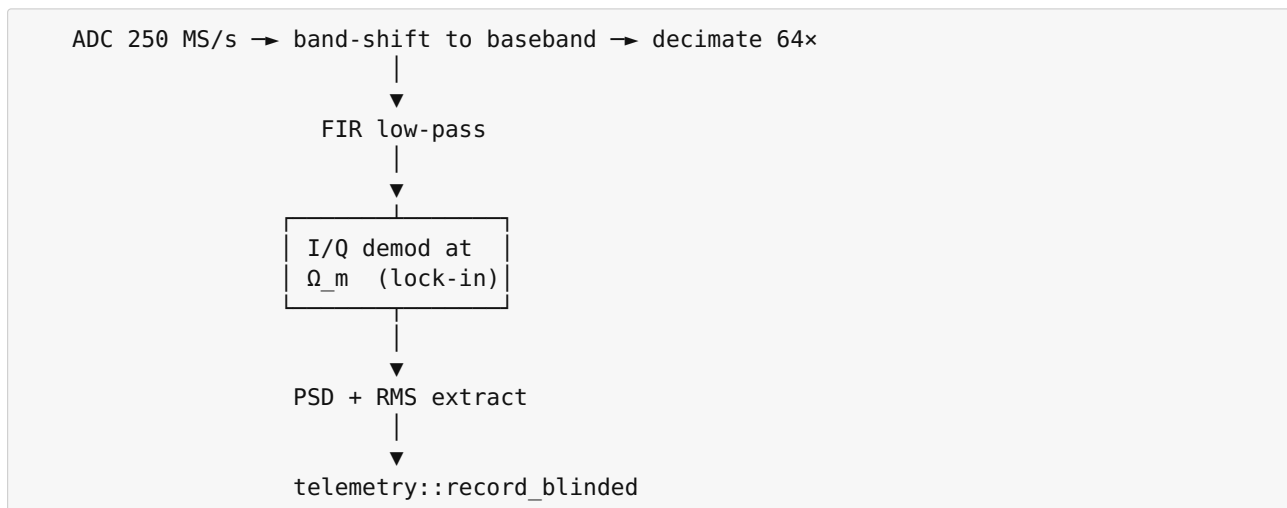 ADC 250 MS/s → band-shift to baseband → decimate 64×
FIR low-pass
I/Q demod at
Ω_m (lock-in)
PSD + RMS extract
telemetry::record_blinded